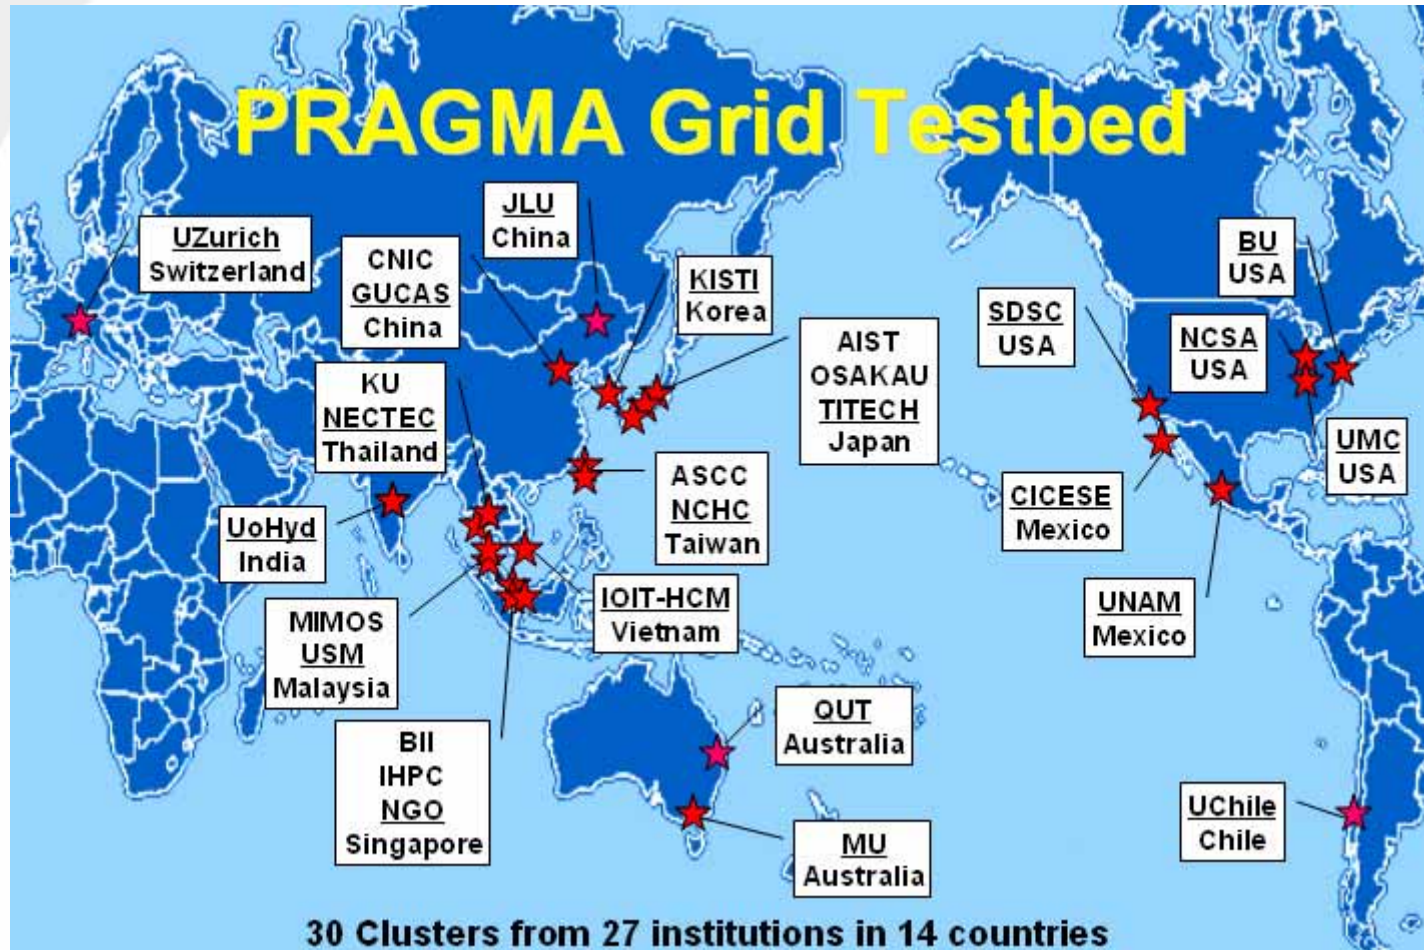 PRAGMA Grid Testbed
JLU
China
UZurich
Switzerland
CNIC
GUCAS
China
KISTI
Korea
BU
USA
SDSC
USA
NCSA
USA
AIST
OSAKAU
TITECH
Japan
KU
NECTEC
Thailand
UMC
USA
ASCC
NCHC
Taiwan
CICESE
Mexico
UoHyd
India
IOIT-HCM
Vietnam
UNAM
Mexico
MIMOS
USM
Malaysia
QUT
Australia
BII
IHPC
NGO
Singapore
UChile
Chile
MU
Australia
30 Clusters from 27 institutions in 14 countries